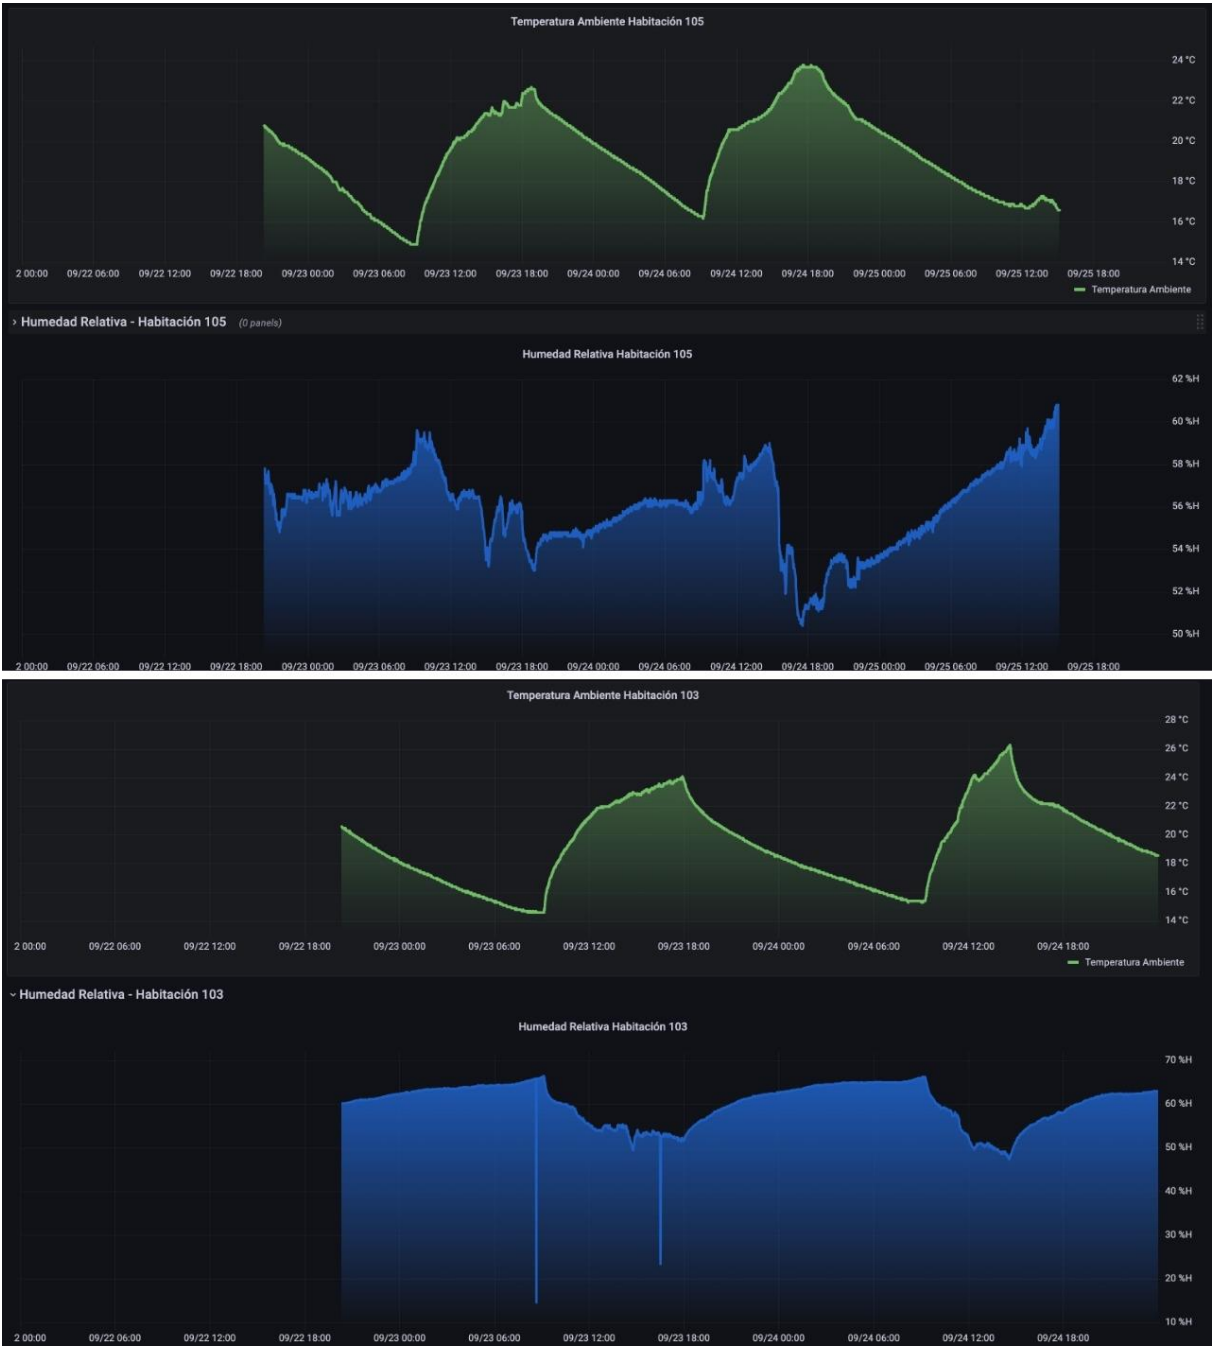 Temperatura Ambiente Habitación 105
24 °C
22 °C
20 °C
18 °C
16 °C
14 °C
2 00:00 09/22 06:00 09/22 12:00 09/22 18:00 09/23 00:00 09/23 06:00 09/23 12:00 09/23 18:00 09/24 00:00 09/24 06:00 09/24 12:00 09/24 18:00 09/25 00:00 09/25 06:00 09/25 12:00 09/25 18:00
Temperatura Ambiente
› Humedad Relativa - Habitación 105 (0 panels)
Humedad Relativa Habitación 105
62 %H
60 %H
58 %H
56 %H
54 %H
52 %H
50 %H
2 00:00 09/22 06:00 09/22 12:00 09/22 18:00 09/23 00:00 09/23 06:00 09/23 12:00 09/23 18:00 09/24 00:00 09/24 06:00 09/24 12:00 09/24 18:00 09/25 00:00 09/25 06:00 09/25 12:00 09/25 18:00
Temperatura Ambiente Habitación 103
28 °C
26 °C
24 °C
22 °C
20 °C
18 °C
16 °C
14 °C
2 00:00 09/22 06:00 09/22 12:00 09/22 18:00 09/23 00:00 09/23 06:00 09/23 12:00 09/23 18:00 09/24 00:00 09/24 06:00 09/24 12:00 09/24 18:00
Temperatura Ambiente
Humedad Relativa - Habitación 103
Humedad Relativa Habitación 103
70 %H
60 %H
50 %H
40 %H
30 %H
20 %H
10 %H
2 00:00 09/22 06:00 09/22 12:00 09/22 18:00 09/23 00:00 09/23 06:00 09/23 12:00 09/23 18:00 09/24 00:00 09/24 06:00 09/24 12:00 09/24 18:00